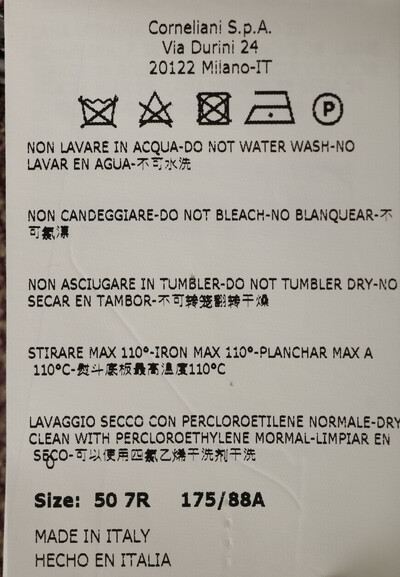 Corneliani S.p.A.
Via Durini 24
20122 Milano-IT
P
NON LAVARE IN ACQUA-DO NOT WATER WASH-NO
LAVAR EN AGUA-不可水洗
NON CANDEGGIARE-DO NOT BLEACH-NO BLANQUEAR-不
可氯漂
NON ASCIUGARE IN TUMBLER-DO NOT TUMBLER DRY-NO
SECAR EN TAMBOR-不可转笼翻转干燥
STIRARE MAX 110°-IRON MAX 110°-PLANCHAR MAX A
110°C-熨斗底板最高温度110°C
LAVAGGIO SECCO CON PERCLOROETILENE NORMALE-DRY
CLEAN WITH PERCLOROETHYLENE MORMAL-LIMPIAR EN
SECO-可以使用四氯乙烯干洗剂干洗
Size: 50 7R 175/88A
MADE IN ITALY
HECHO EN ITALIA